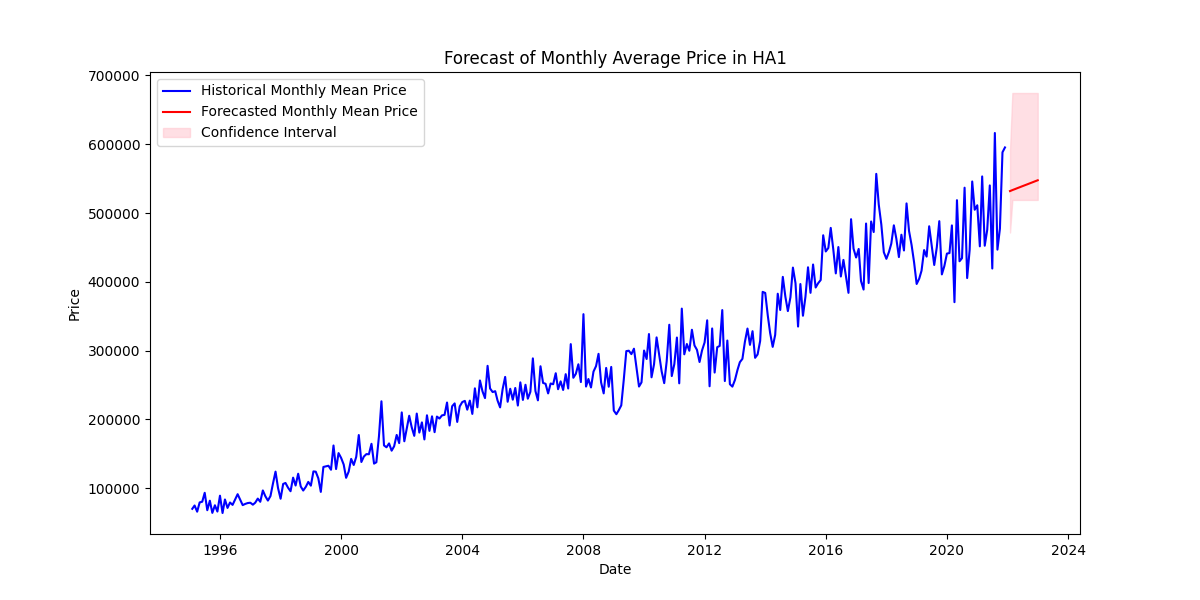 Forecast of Monthly Average Price in HA1
700000
600000
500000
400000
300000
200000
100000
Price
Historical Monthly Mean Price
Forecasted Monthly Mean Price
Confidence Interval
1996 2000 2004 2008 2012 2016 2020 2024
Date